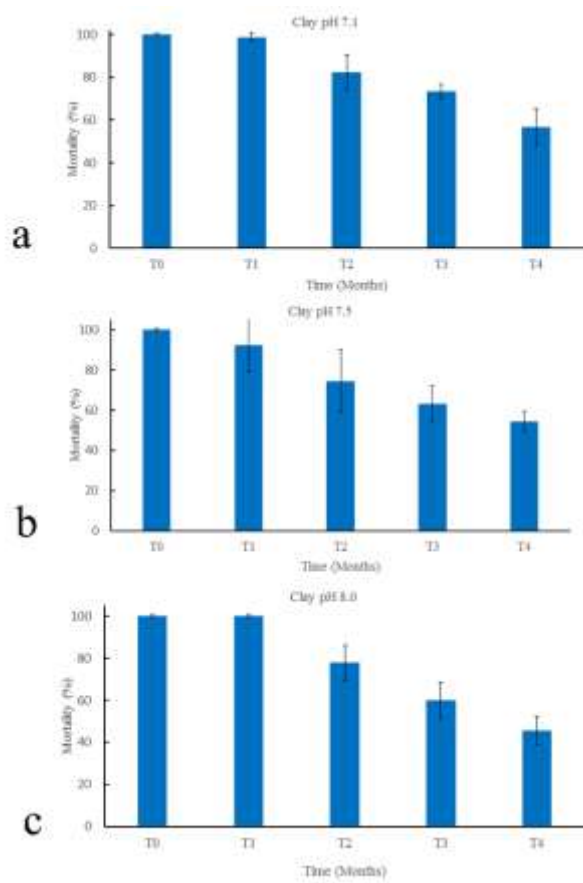 Clay pH 7.1
Mortality (%)
100
80
60
40
20
0
T0 T1 T2 T3 T4
Time (Months)
a
Clay pH 7.5
Mortality (%)
100
80
60
40
20
0
T0 T1 T2 T3 T4
Time (Months)
b
Clay pH 8.0
Mortality (%)
100
80
60
40
20
0
T0 T1 T2 T3 T4
Time (Months)
c